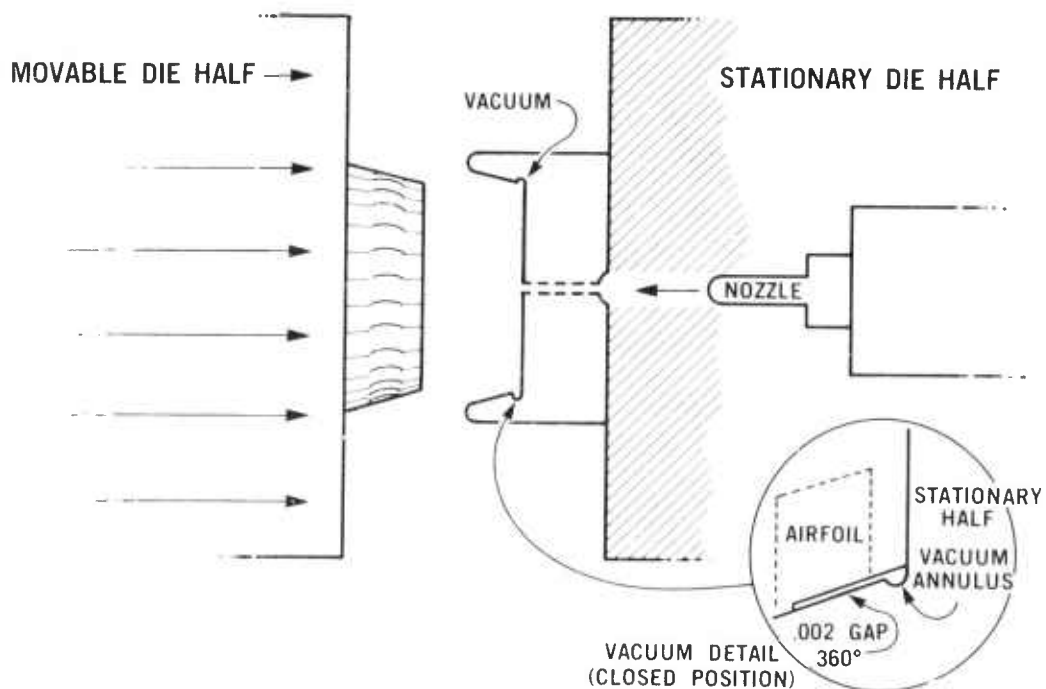 MOVABLE DIE HALF
STATIONARY DIE HALF
VACUUM
NOZZLE
STATIONARY
HALF
AIRFOIL
VACUUM
ANNULUS
.002 GAP
360°
VACUUM DETAIL
(CLOSED POSITION)